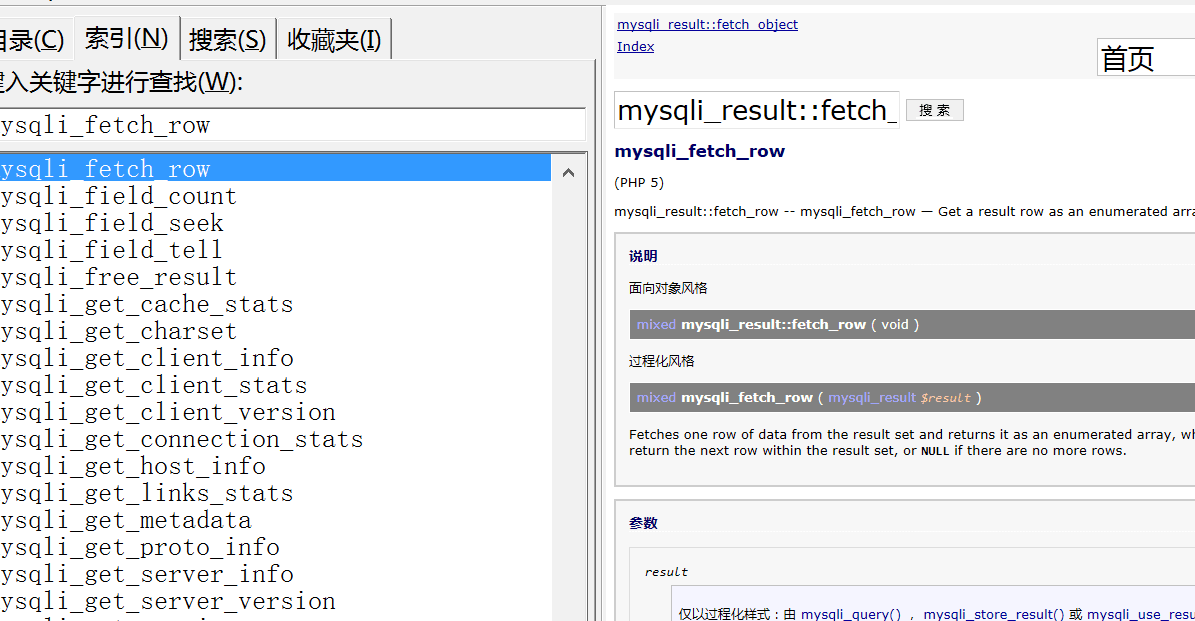 目录(C) 索引(N) 搜索(S) 收藏夹(I)
键入关键字进行查找(W):
ysqli_fetch_row
ysqli_fetch_row
ysqli_field_count
ysqli_field_seek
ysqli_field_tell
ysqli_free_result
ysqli_get_cache_stats
ysqli_get_charset
ysqli_get_client_info
ysqli_get_client_stats
ysqli_get_client_version
ysqli_get_connection_stats
ysqli_get_host_info
ysqli_get_links_stats
ysqli_get_metadata
ysqli_get_proto_info
ysqli_get_server_info
ysqli_get_server_version
mysqli_result::fetch_object
Index
首页
mysqli_result::fetch_
搜 索
mysqli_fetch_row
(PHP 5)
mysqli_result::fetch_row -- mysqli_fetch_row — Get a result row as an enumerated arra
说明
面向对象风格
mixed mysqli_result::fetch_row ( void )
过程化风格
mixed mysqli_fetch_row ( mysqli_result $result )
Fetches one row of data from the result set and returns it as an enumerated array, wh
return the next row within the result set, or NULL if there are no more rows.
参数
result
仅以过程化样式：由 mysqli_query() ， mysqli_store_result() 或 mysqli_use_resu